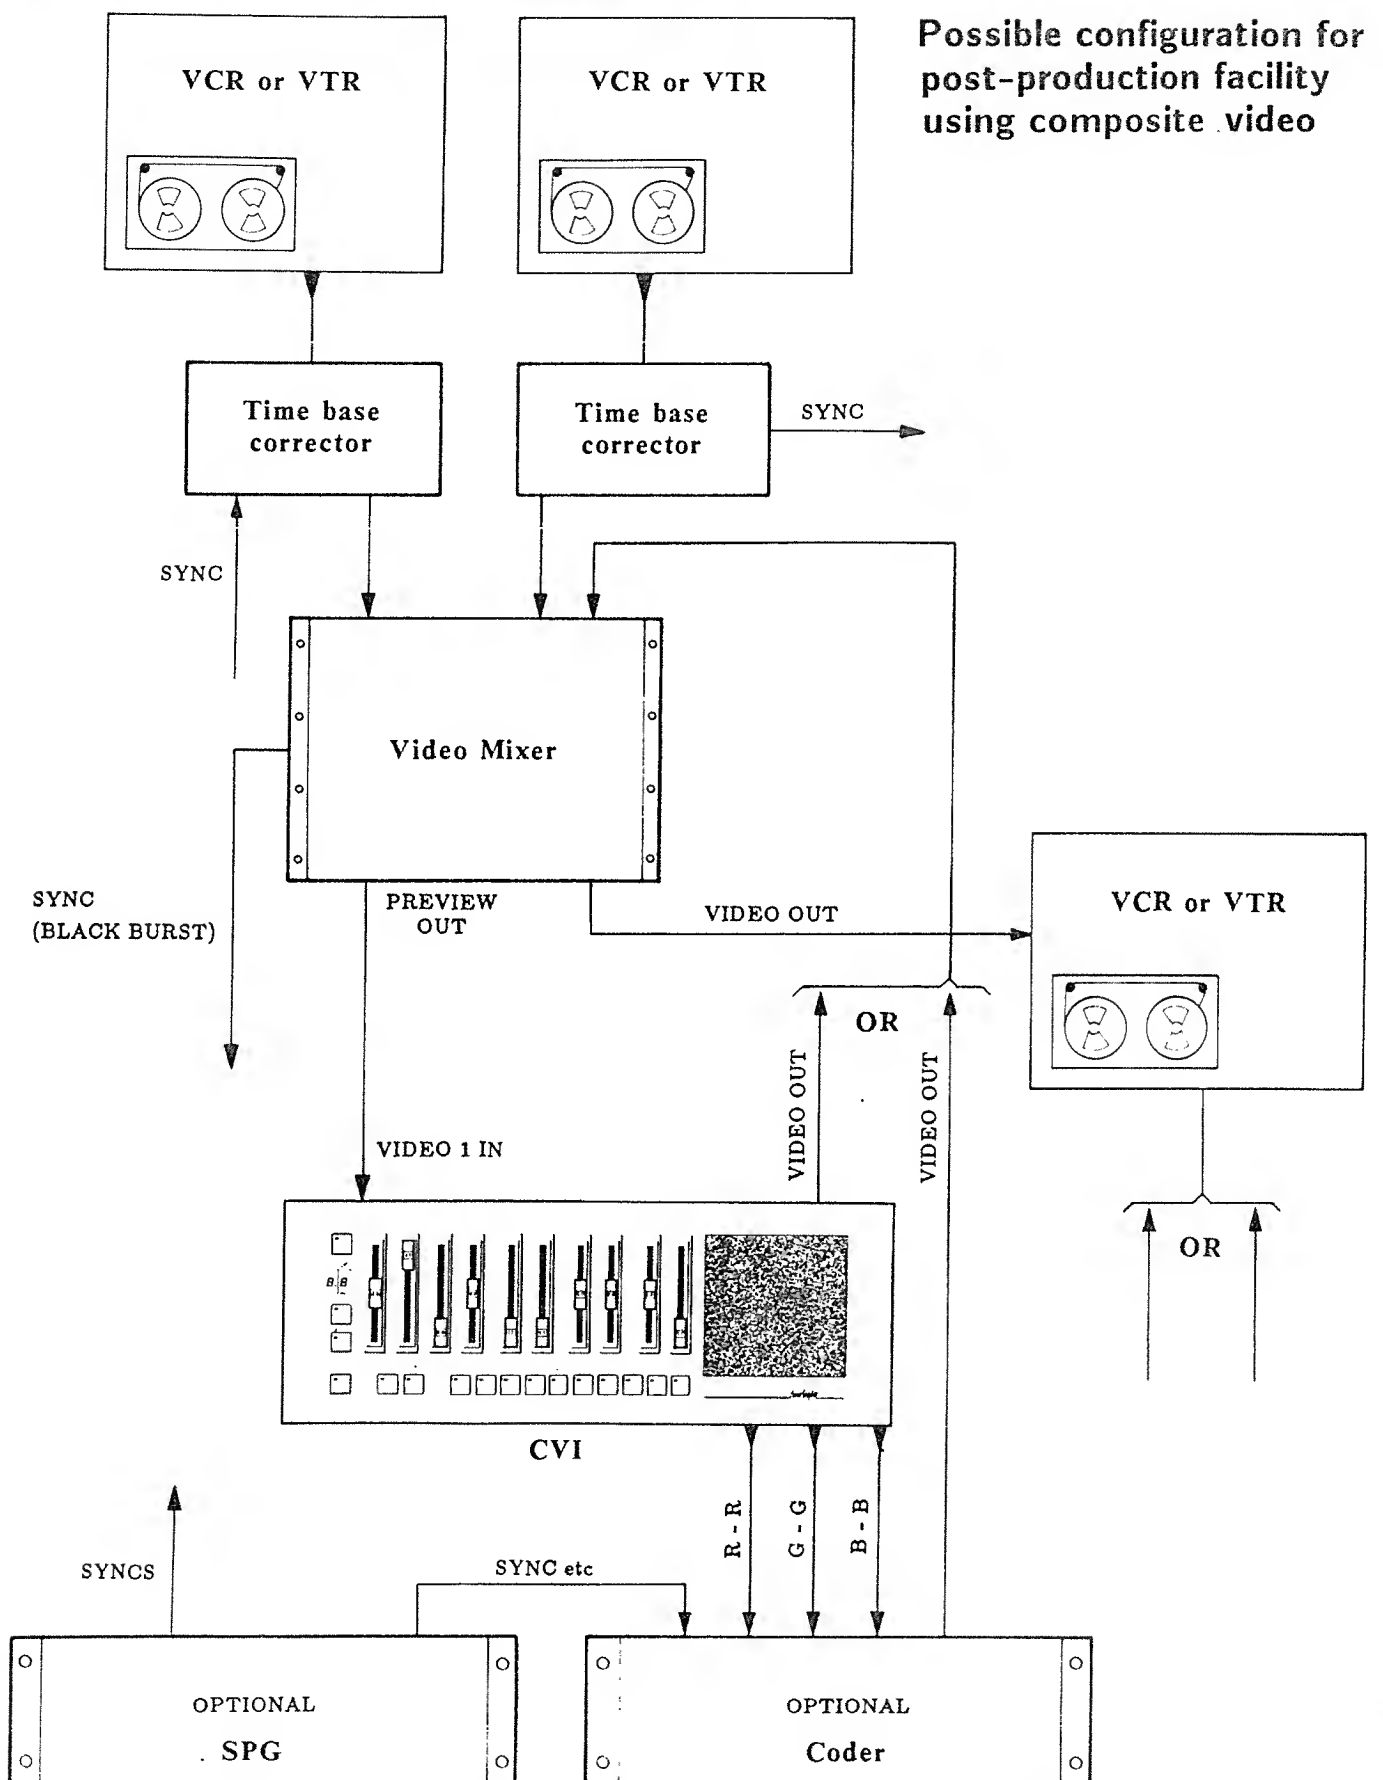 Possible configuration for
post-production facility
using composite video
VCR or VTR
VCR or VTR
Time base
corrector
Time base
corrector
SYNC
SYNC
Video Mixer
SYNC
(BLACK BURST)
PREVIEW
OUT
VIDEO OUT
VCR or VTR
OR
VIDEO OUT
VIDEO OUT
VIDEO 1 IN
OR
8.8
CVI
R - R
G - G
B - B
SYNCS
SYNC etc
OPTIONAL
SPG
OPTIONAL
Coder